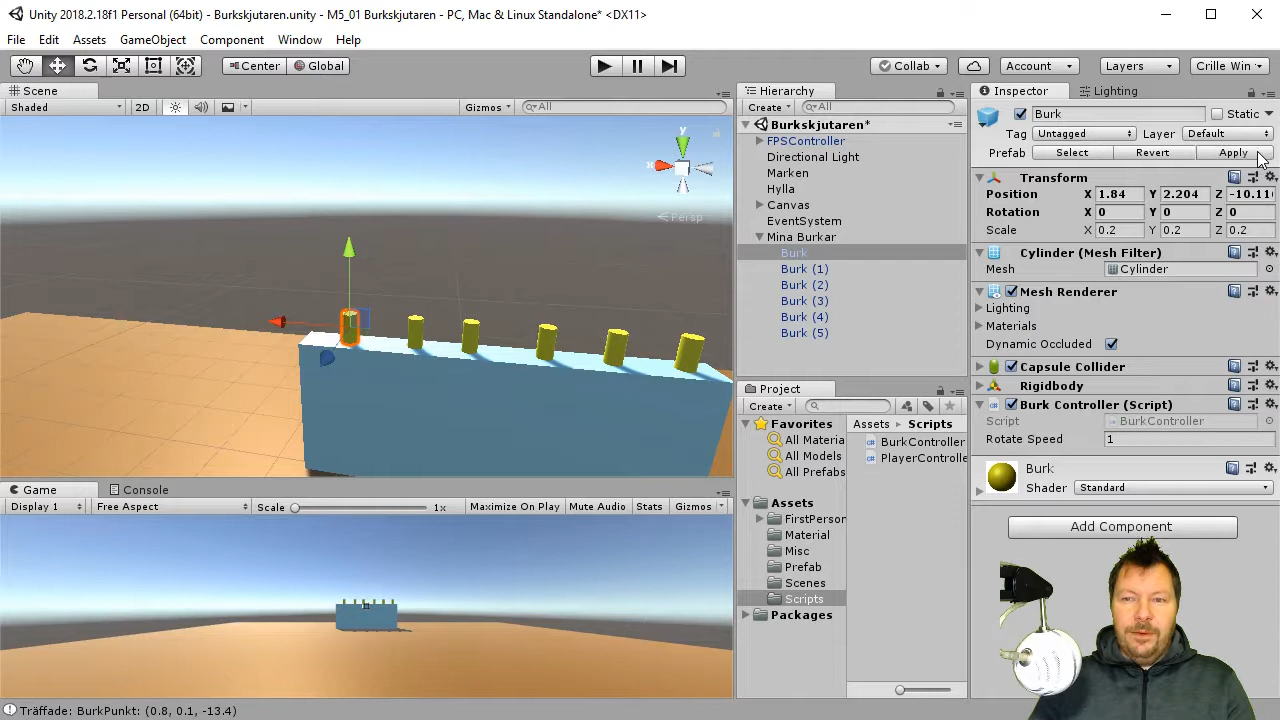 Unity 2018.2.18f1 Personal (64bit) - Burkskjutaren.unity - M5_01 Burkskjutaren - PC, Mac & Linux Standalone* <DX11>
File Edit Assets GameObject Component Window Help
Center Global Collab Account Layers Crille Win
Scene
Shaded 2D Gizmos All
y
x
Persp
Hierarchy
Create All
Burkskjutaren*
FPSController
Directional Light
Marken
Hylla
Canvas
EventSystem
Mina Burkar
Burk
Burk (1)
Burk (2)
Burk (3)
Burk (4)
Burk (5)
Project
Create
Favorites
All Materia
All Models
All Prefabs
Assets
FirstPerson
Material
Misc
Prefab
Scenes
Scripts
Packages
Assets Scripts
BurkController
PlayerControlle
Inspector Lighting
Burk Static
Tag Untagged Layer Default
Prefab Select Revert Apply
Transform
Position X 1.84 Y 2.204 Z -10.11
Rotation X 0 Y 0 Z 0
Scale X 0.2 Y 0.2 Z 0.2
Cylinder (Mesh Filter)
Mesh Cylinder
Mesh Renderer
Lighting
Materials
Dynamic Occluded
Capsule Collider
Rigidbody
Burk Controller (Script)
Script BurkController
Rotate Speed 1
Burk
Shader Standard
Add Component
Game Console
Display 1 Free Aspect Scale 1x Maximize On Play Mute Audio Stats Gizmos
Träffade: BurkPunkt: (0.8, 0.1, -13.4)